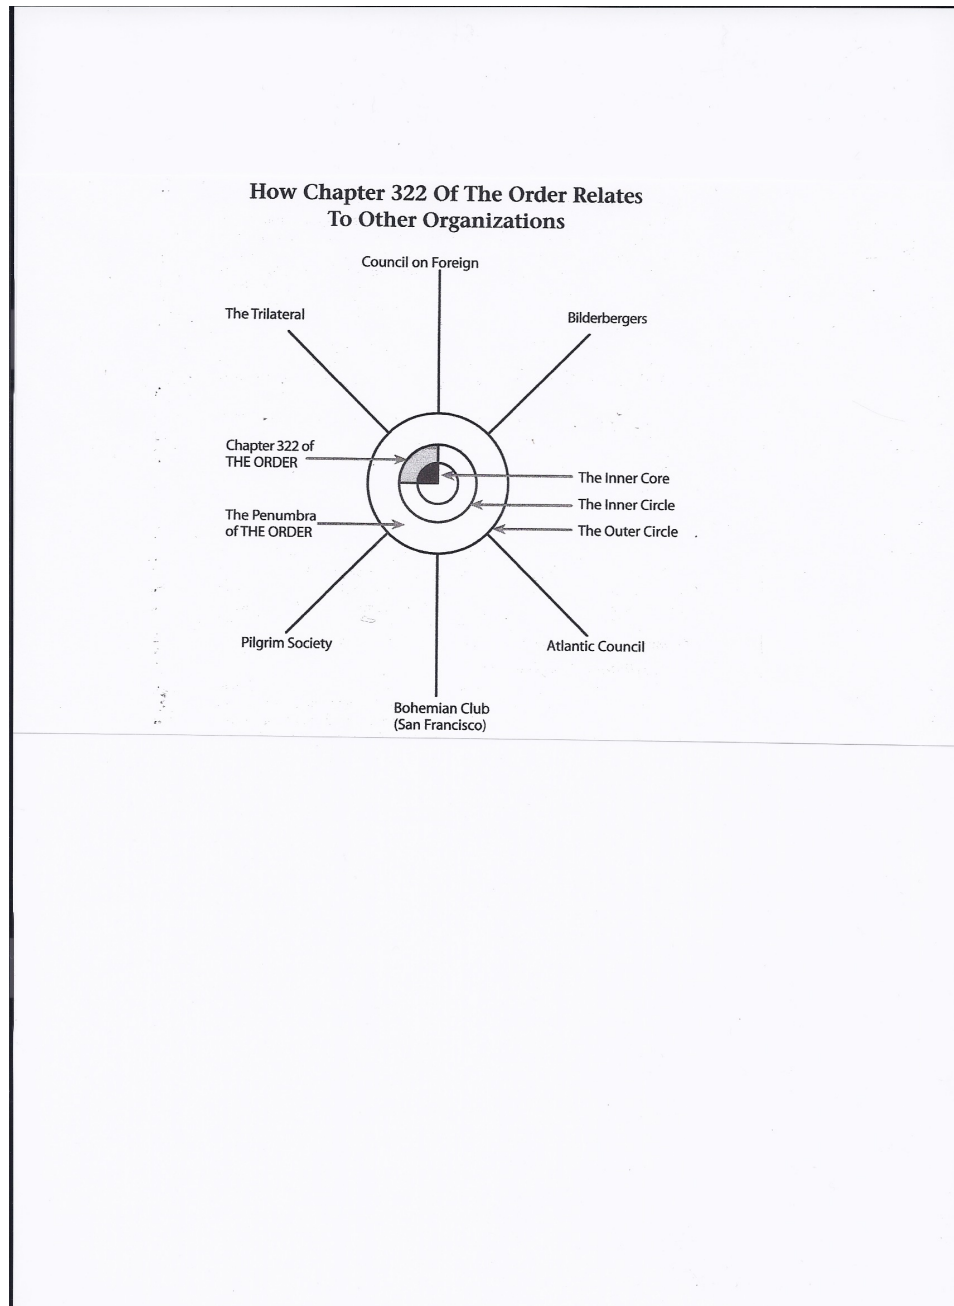 How Chapter 322 Of The Order Relates
To Other Organizations
Council on Foreign
The Trilateral
Bilderbergers
Chapter 322 of
THE ORDER
The Inner Core
The Inner Circle
The Penumbra
of THE ORDER
The Outer Circle
Pilgrim Society
Atlantic Council
Bohemian Club
(San Francisco)